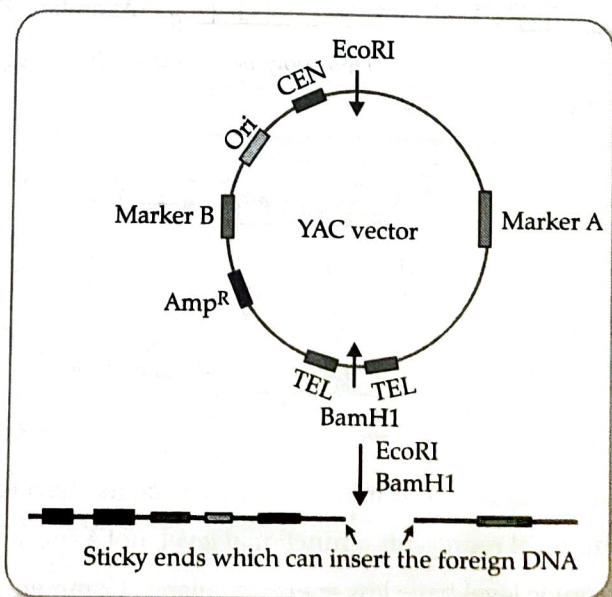 EcoRI
CEN
Ori
Marker B
YAC vector
Marker A
Amp^R
TEL
TEL
BamH1
EcoRI
BamH1
Sticky ends which can insert the foreign DNA